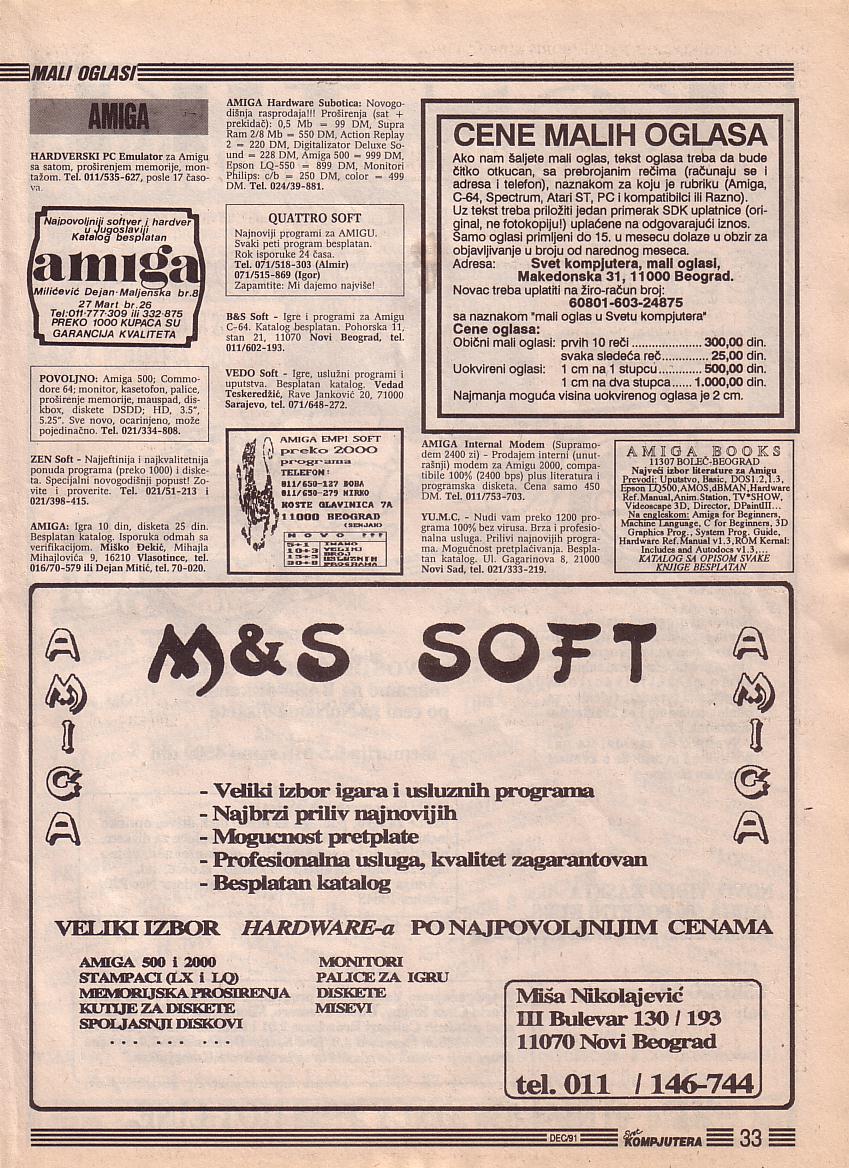 MALI OGLASI
AMIGA
HARDVERSKI PC Emulator za Amigu
sa satom, proširenjem memorije, mon-
tažom. Tel. 011/535-627, posle 17 časo-
va.
Najpovoljniji softver i hardver
u Jugoslaviji
Katalog besplatan
amiga
Milićević Dejan-Maljenska br.8
27 Mart br.26
Tel:011-777-309 ili 332-875
PREKO 1000 KUPACA SU
GARANCIJA KVALITETA
POVOLJNO: Amiga 500; Commo-
dore 64; monitor, kasetofon, palice,
proširenje memorije, mauspad, dis-
kbox, diskete DSDD; HD, 3.5",
5.25". Sve novo, ocarinjeno, može
pojedinačno. Tel. 021/334-808.
ZEN Soft - Najjeftinija i najkvalitetnija
ponuda programa (preko 1000) i diske-
ta. Specijalni novogodišnji popust! Zo-
vite i proverite. Tel. 021/51-213 i
021/398-415.
AMIGA: Igra 10 din, disketa 25 din.
Besplatan katalog. Isporuka odmah sa
verifikacijom. Miško Đekić, Mihajla
Mihajlovića 9, 16210 Vlasotince, tel.
016/70-579 ili Dejan Mitić, tel. 70-020.
AMIGA Hardware Subotica: Novogo-
dišnja rasprodaja!!! Proširenja (sat +
prekidač): 0,5 Mb = 99 DM, Supra
Ram 2/8 Mb = 550 DM, Action Replay
2 = 220 DM, Digitalizator Deluxe So-
und = 228 DM, Amiga 500 = 999 DM,
Epson LQ-550 = 899 DM, Monitori
Philips: c/b = 250 DM, color = 499
DM. Tel. 024/39-881.
QUATTRO SOFT
Najnoviji programi za AMIGU.
Svaki peti program besplatan.
Rok isporuke 24 časa.
Tel. 071/518-303 (Almir)
071/515-869 (Igor)
Zapamtite: Mi dajemo najviše!
B&S Soft - Igre i programi za Amigu
C-64. Katalog besplatan. Pohorska 11,
stan 21, 11070 Novi Beograd, tel.
011/602-193.
VEDO Soft - Igre, uslužni programi i
uputstva. Besplatan katalog. Vedad
Teskeredžić, Rave Janković 20, 71000
Sarajevo, tel. 071/648-272.
AMIGA EMPI SOFT
preko 2000
programa
TELEFON:
011/650-127 BOBA
011/650-279 MIRKO
KOSTE GLAVINICA 7A
11000 BEOGRAD
(SENJAK)
N O V O !!!
5+1 IMAMO
10+3 VELIKI
15+5 BROJ
30+8 PROGRAMA
CENE MALIH OGLASA
Ako nam šaljete mali oglas, tekst oglasa treba da bude
čitko otkucan, sa prebrojanim rečima (računaju se i
adresa i telefon), naznakom za koju je rubriku (Amiga,
C-64, Spectrum, Atari ST, PC i kompatibilci ili Razno).
Uz tekst treba priložiti jedan primerak SDK uplatnice (ori-
ginal, ne fotokopiju!) uplaćene na odgovarajući iznos.
Samo oglasi primljeni do 15. u mesecu dolaze u obzir za
objavljivanje u broju od narednog meseca.
Adresa: Svet kompjutera, mali oglasi,
Makedonska 31, 11000 Beograd.
Novac treba uplatiti na žiro-račun broj:
60801-603-24875
sa naznakom "mali oglas u Svetu kompjutera"
Cene oglasa:
Obični mali oglasi: prvih 10 reči .................. 300,00 din.
svaka sledeća reč............. 25,00 din.
Uokvireni oglasi: 1 cm na 1 stupcu........... 500,00 din.
1 cm na dva stupca...... 1.000,00 din.
Najmanja moguća visina uokvirenog oglasa je 2 cm.
AMIGA Internal Modem (Supramo-
dem 2400 zi) - Prodajem interni (unut-
rašnji) modem za Amigu 2000, compa-
tibile 100% (2400 bps) plus literatura i
programska disketa. Cena samo 450
DM. Tel. 011/753-703.
YU.M.C. - Nudi vam preko 1200 pro-
grama 100% bez virusa. Brza i profesio-
nalna usluga. Prilivi najnovijih progra-
ma. Mogućnost pretplaćivanja. Bespla-
tan katalog. Ul. Gagarinova 8, 21000
Novi Sad, tel. 021/333-219.
A M I G A B O O K S
11307 BOLEČ-BEOGRAD
Najveći izbor literature za Amigu
Prevodi: Uputstvo, Basic, DOS1.2,1.3,
Epson LQ500, AMOS, dBMAN, Hardware
Ref.Manual, Anim.Station, TV*SHOW,
Videoscape 3D, Director, DPaintIII...
Na engleskom: Amiga for Beginners,
Machine Language, C for Beginners, 3D
Graphics Prog., System Prog. Guide,
Hardware Ref.Manual v1.3, ROM Kernal:
Includes and Autodocs v1.3,...
KATALOG SA OPISOM SVAKE
KNJIGE BESPLATAN
M&S SOFT
AMIGA
AMIGA
- Veliki izbor igara i usluznih programa
- Najbrzi priliv najnovijih
- Mogucnost pretplate
- Profesionalna usluga, kvalitet zagarantovan
- Besplatan katalog
VELIKI IZBOR HARDWARE-a PO NAJPOVOLJNIJIM CENAMA
AMIGA 500 i 2000
STAMPACI (LX i LQ)
MEMORIJSKA PROSIRENJA
KUTIJE ZA DISKETE
SPOLJASNJI DISKOVI
. . . . . . . . .
MONITORI
PALICE ZA IGRU
DISKETE
MISEVI
Miša Nikolajević
III Bulevar 130 / 193
11070 Novi Beograd
tel. 011 / 146-744
DEC/91 Svet KOMPJUTERA 33